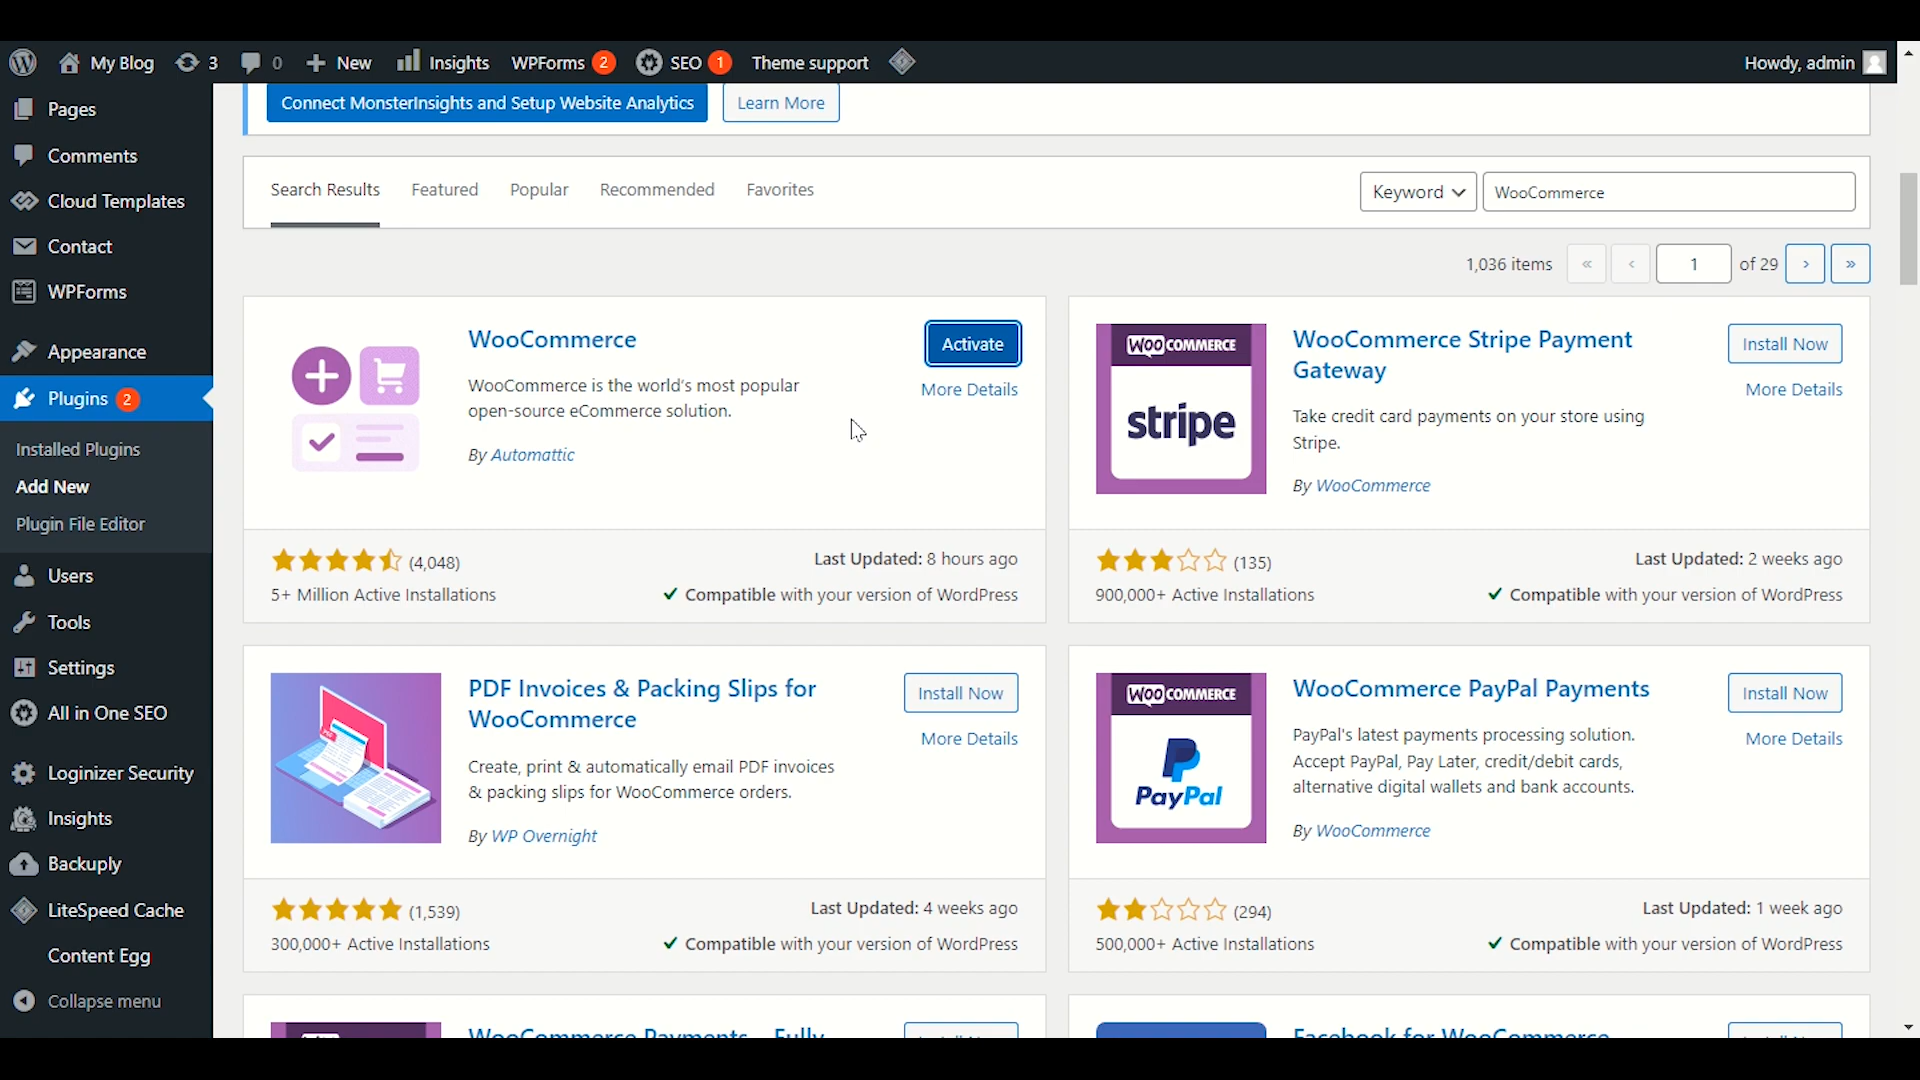 My Blog 3 0 New Insights WPForms 2 SEO 1 Theme support Howdy, admin
Pages
Comments
Cloud Templates
Contact
WPForms
Appearance
Plugins 2
Installed Plugins
Add New
Plugin File Editor
Users
Tools
Settings
All in One SEO
Loginizer Security
Insights
Backuply
LiteSpeed Cache
Content Egg
Collapse menu
Connect MonsterInsights and Setup Website Analytics Learn More
Search Results Featured Popular Recommended Favorites Keyword WooCommerce
1,036 items « ‹ 1 of 29 › »
WooCommerce
Activate
More Details
WooCommerce is the world's most popular
open-source eCommerce solution.
By Automattic
(4,048)
Last Updated: 8 hours ago
5+ Million Active Installations
Compatible with your version of WordPress
WOO COMMERCE
stripe
WooCommerce Stripe Payment
Gateway
Install Now
More Details
Take credit card payments on your store using
Stripe.
By WooCommerce
(135)
Last Updated: 2 weeks ago
900,000+ Active Installations
Compatible with your version of WordPress
PDF Invoices & Packing Slips for
WooCommerce
Install Now
More Details
Create, print & automatically email PDF invoices
& packing slips for WooCommerce orders.
By WP Overnight
(1,539)
Last Updated: 4 weeks ago
300,000+ Active Installations
Compatible with your version of WordPress
WOO COMMERCE
PayPal
WooCommerce PayPal Payments
Install Now
More Details
PayPal's latest payments processing solution.
Accept PayPal, Pay Later, credit/debit cards,
alternative digital wallets and bank accounts.
By WooCommerce
(294)
Last Updated: 1 week ago
500,000+ Active Installations
Compatible with your version of WordPress
WooCommerce Payments – Fully
Facebook for WooCommerce